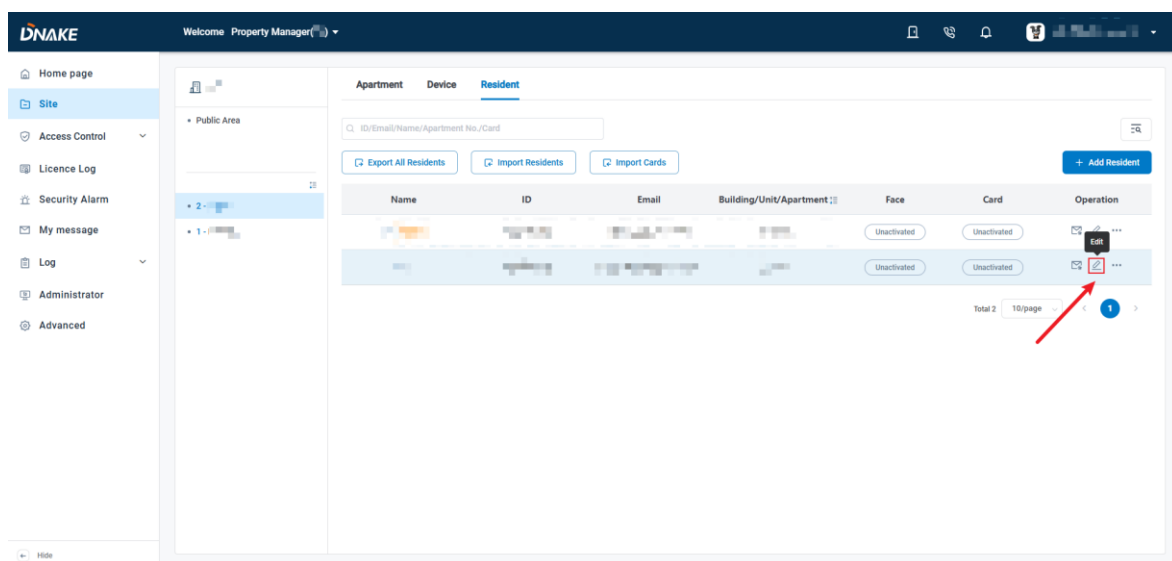 DNAKE
Welcome Property Manager( )
Home page
Site
Access Control
Licence Log
Security Alarm
My message
Log
Administrator
Advanced
Hide
Public Area
2 -
1 -
Apartment Device Resident
ID/Email/Name/Apartment No./Card
Export All Residents Import Residents Import Cards + Add Resident
Name ID Email Building/Unit/Apartment Face Card Operation
Unactivated Unactivated
Edit
Unactivated Unactivated
Total 2 10/page < 1 >